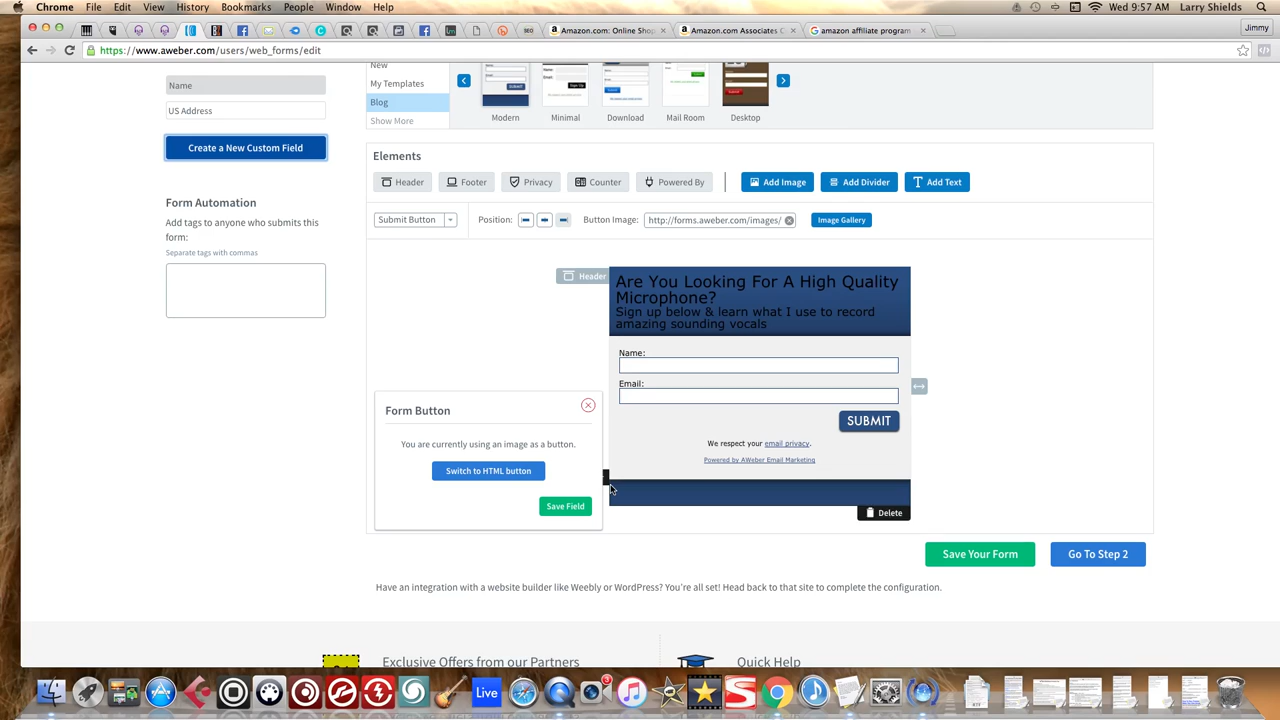 Chrome File Edit View History Bookmarks People Window Help
Wed 9:57 AM Larry Shields
BEO
Amazon.com: Online Shop
Amazon.com Associates C
amazon affiliate program
Jimmy
https://www.aweber.com/users/web_forms/edit
Name
US Address
Create a New Custom Field
Form Automation
Add tags to anyone who submits this
form:
Separate tags with commas
New
My Templates
Blog
Show More
Modern
Minimal
Download
Mail Room
Desktop
Elements
Header
Footer
Privacy
Counter
Powered By
Add Image
Add Divider
Add Text
Submit Button
Position:
Button Image:
http://forms.aweber.com/images/
Image Gallery
Header
Are You Looking For A High Quality
Microphone?
Sign up below & learn what I use to record
amazing sounding vocals
Name:
Email:
SUBMIT
We respect your email privacy.
Powered by AWeber Email Marketing
Delete
Form Button
You are currently using an image as a button.
Switch to HTML button
Save Field
Save Your Form
Go To Step 2
Have an integration with a website builder like Weebly or WordPress? You're all set! Head back to that site to complete the configuration.
Exclusive Offers from our Partners
Quick Help
Live
3